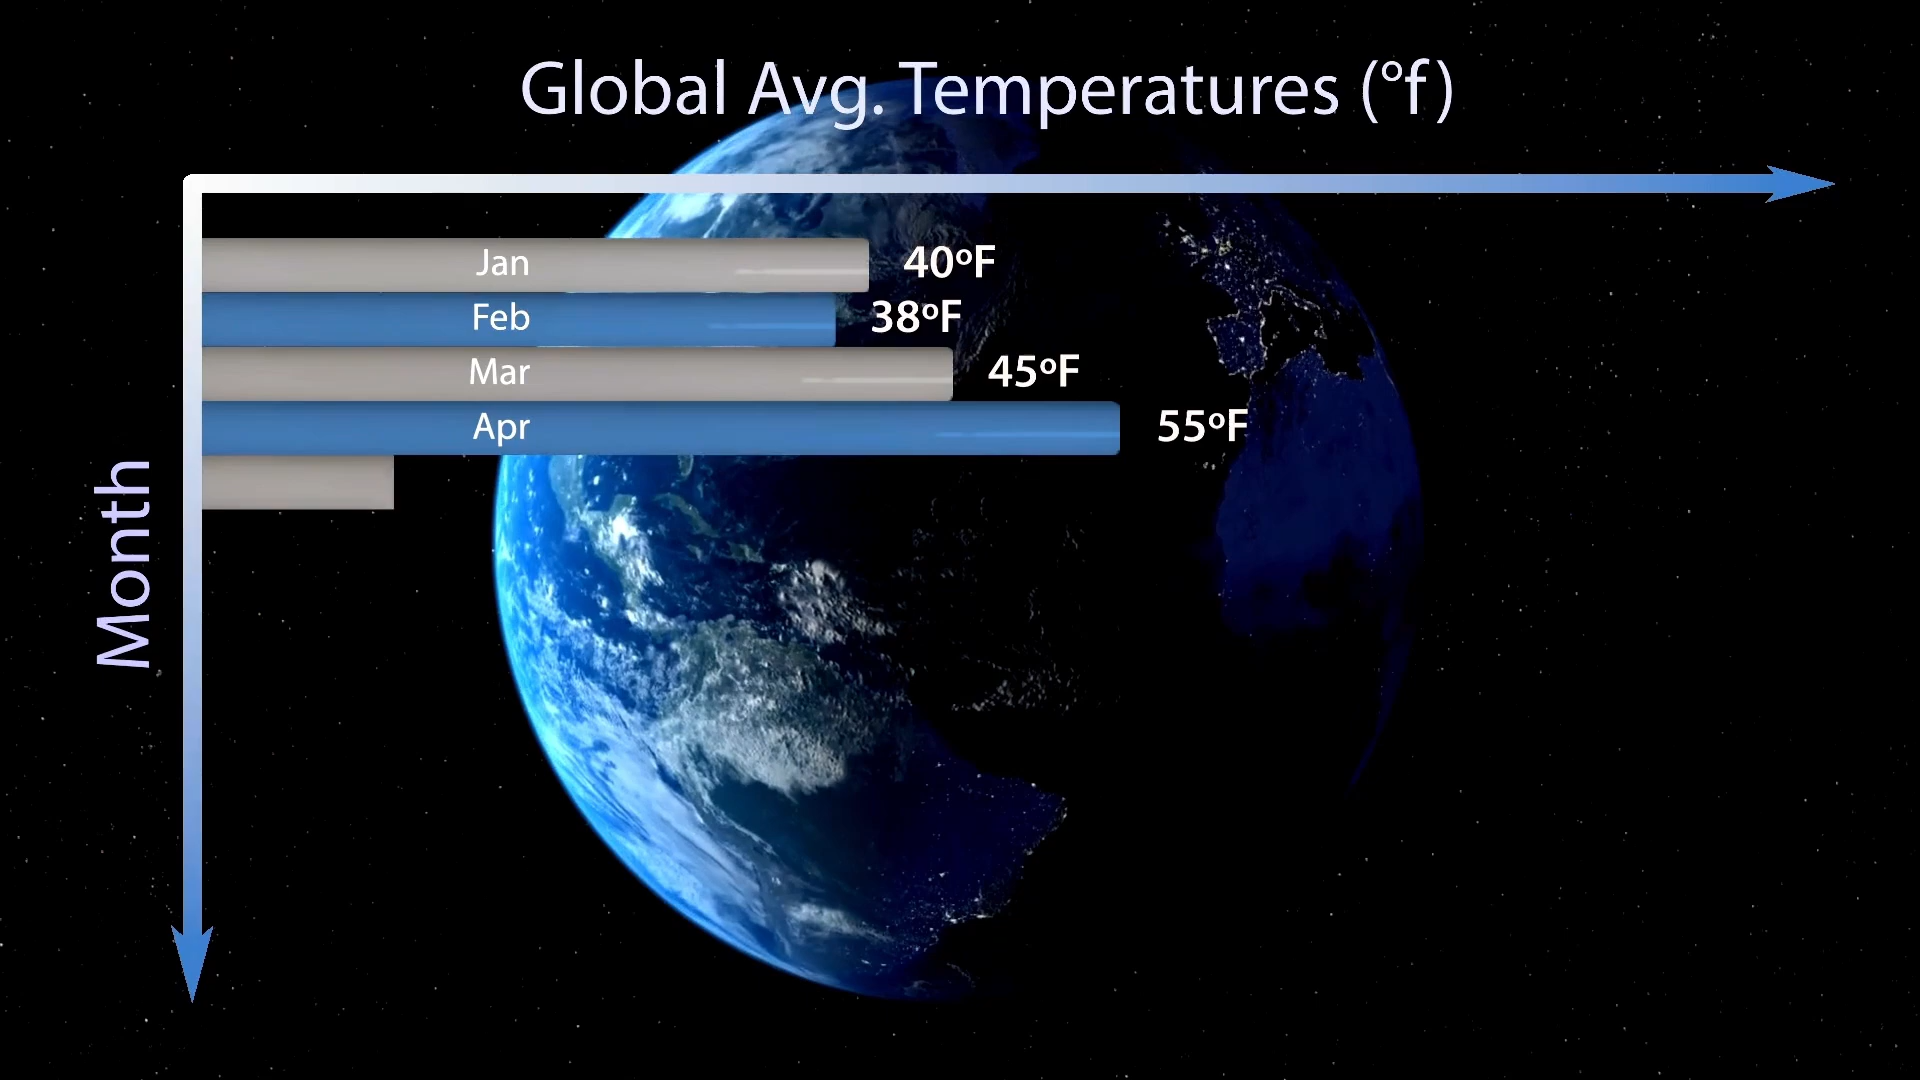 Global Avg. Temperatures (°f)
Jan 40ºF
Feb 38ºF
Mar 45ºF
Apr 55ºF
Month